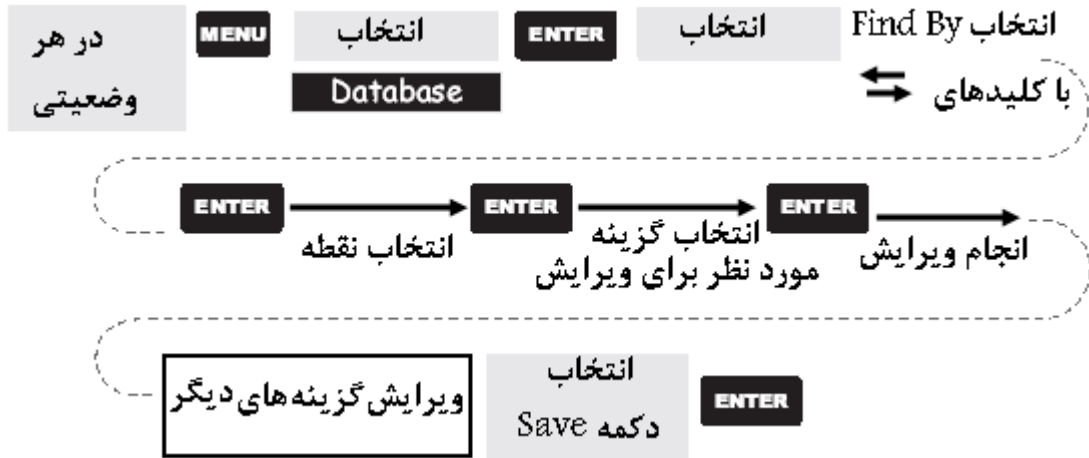 در هر
وضعیتی
MENU
انتخاب
Database
ENTER
انتخاب
انتخاب Find By
با کلیدهای
ENTER
انتخاب نقطه
ENTER
انتخاب گزینه
مورد نظر برای ویرایش
ENTER
انجام ویرایش
ویرایش گزینه های دیگر
انتخاب
دکمه Save
ENTER